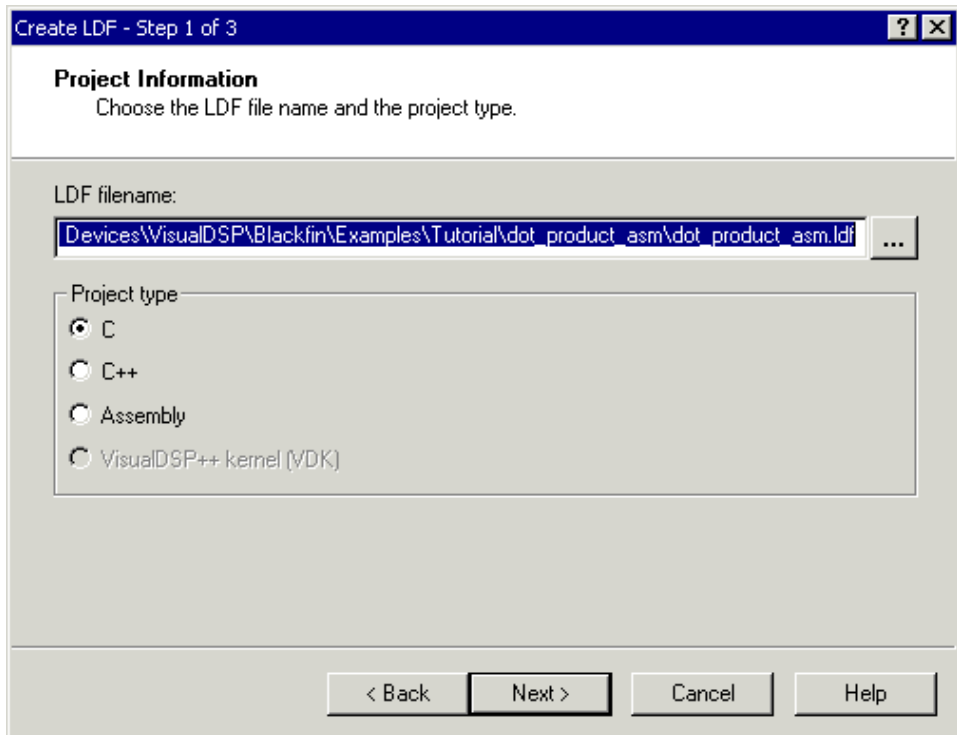 Create LDF - Step 1 of 3
Project Information
Choose the LDF file name and the project type.
LDF filename:
Devices\VisualDSP\Blackfin\Examples\Tutorial\dot_product_asm\dot_product_asm.ldf
...
Project type
C
C++
Assembly
VisualDSP++ kernel (VDK)
< Back Next > Cancel Help